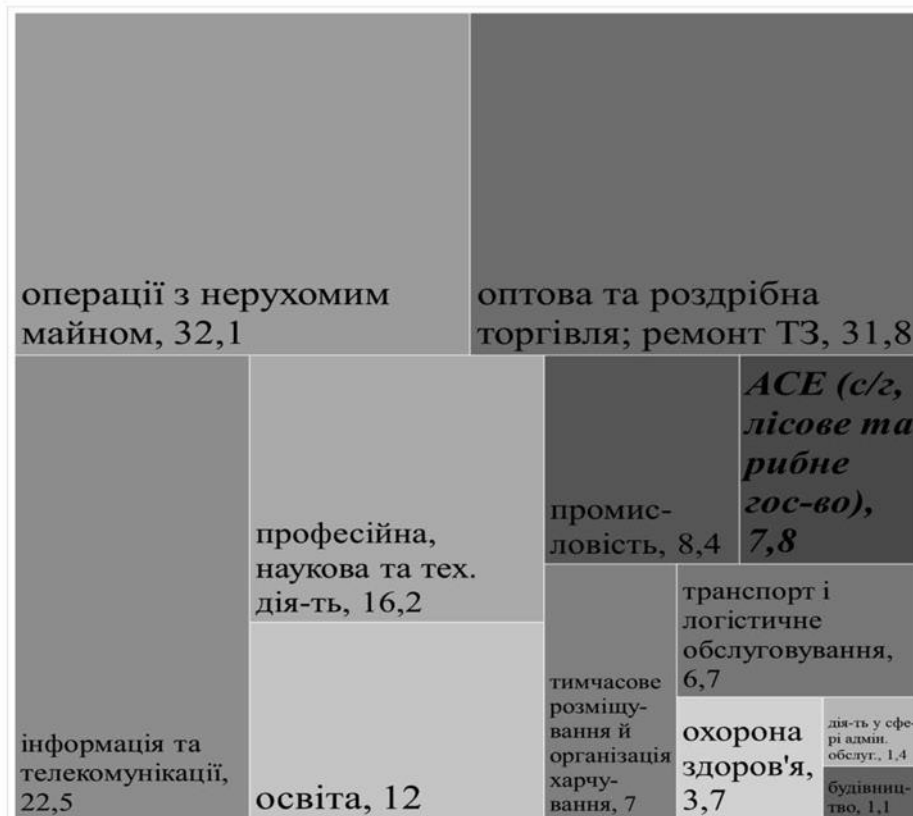 операції з нерухомим
майном, 32,1
оптова та роздрібна
торгівля; ремонт ТЗ, 31,8
інформація та
телекомунікації,
22,5
професійна,
наукова та тех.
дія-ть, 16,2
освіта, 12
промис-
ловість, 8,4
АСЕ (с/г,
лісове та
рибне
гос-во),
7,8
тимчасове
розміщу-
вання й
організація
харчу-
вання, 7
транспорт і
логістичне
обслуговування,
6,7
охорона
здоров'я,
3,7
дія-ть у сфе-
рі адмін.
обслуг., 1,4
будівниц-
тво, 1,1